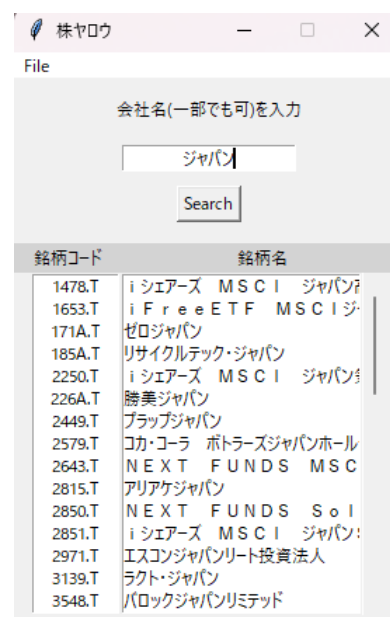 株ヤロウ
File
会社名(一部でも可)を入力
ジャパン
Search
銘柄コード 銘柄名
1478.T ｉシェアーズ　ＭＳＣＩ　ジャパン
1653.T ｉＦｒｅｅＥＴＦ　ＭＳＣＩジ
171A.T ゼロジャパン
185A.T リサイクルテック・ジャパン
2250.T ｉシェアーズ　ＭＳＣＩ　ジャパン
226A.T 勝美ジャパン
2449.T プラップジャパン
2579.T コカ・コーラ　ボトラーズジャパンホール
2643.T ＮＥＸＴ　ＦＵＮＤＳ　ＭＳＣ
2815.T アリアケジャパン
2850.T ＮＥＸＴ　ＦＵＮＤＳ　Ｓｏｌ
2851.T ｉシェアーズ　ＭＳＣＩ　ジャパン
2971.T エスコンジャパンリート投資法人
3139.T ラクト・ジャパン
3548.T バロックジャパンリミテッド